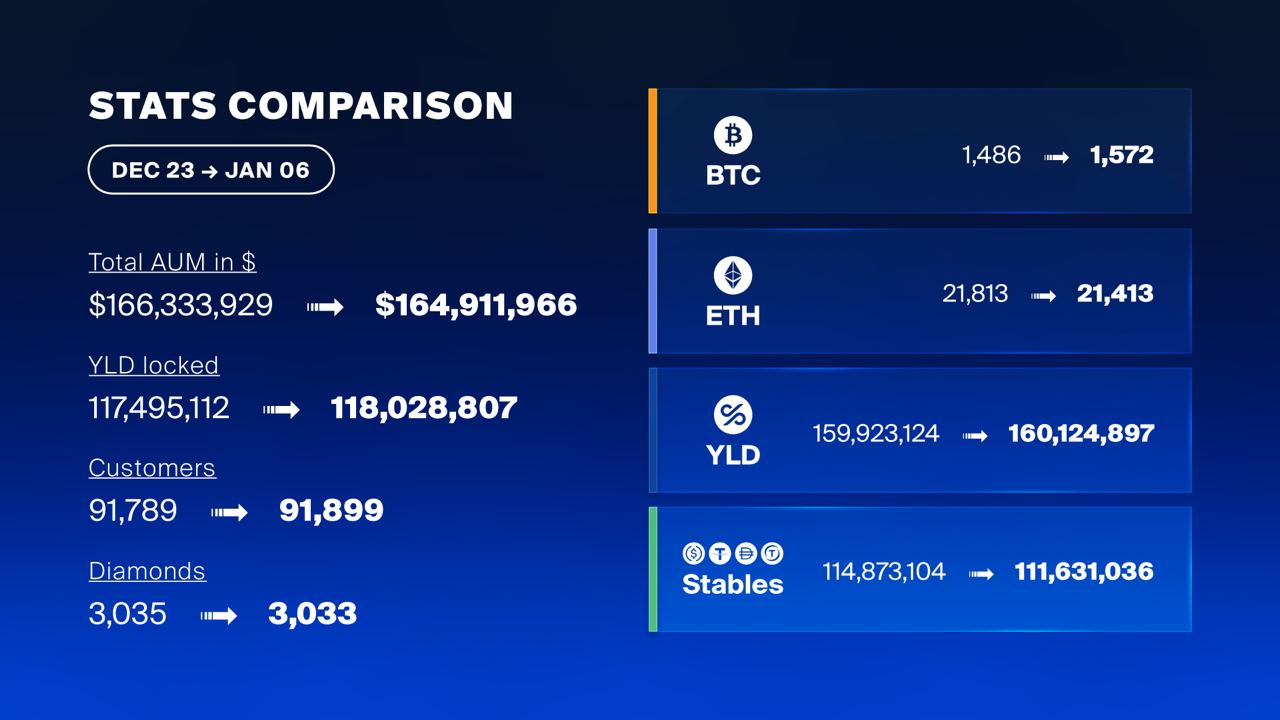 STATS COMPARISON
DEC 23 → JAN 06
Total AUM in $
$166,333,929 → $164,911,966
YLD locked
117,495,112 → 118,028,807
Customers
91,789 → 91,899
Diamonds
3,035 → 3,033
BTC
1,486 → 1,572
ETH
21,813 → 21,413
YLD
159,923,124 → 160,124,897
Stables
114,873,104 → 111,631,036